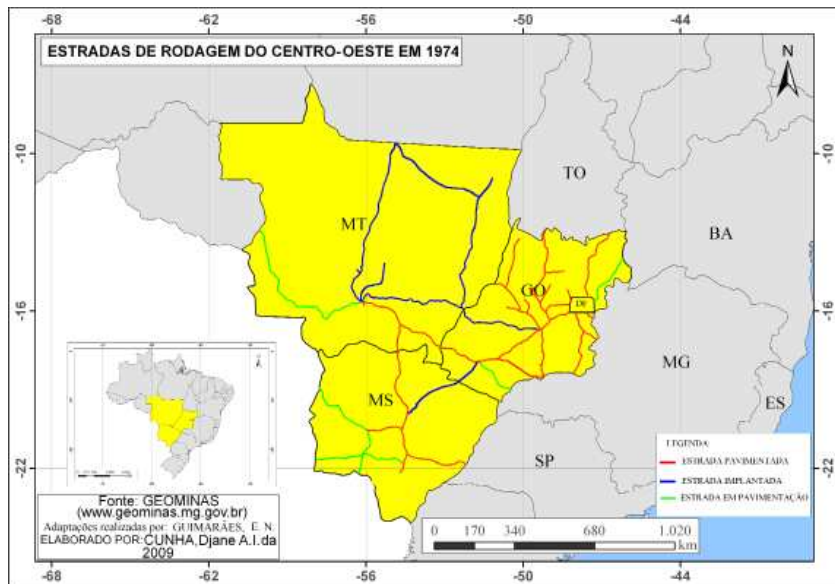 -68 -62 -56 -50 -44
ESTRADAS DE RODAGEM DO CENTRO-OESTE EM 1974
N
-10 -10
TO
MT
BA
GO
DF
-16 -16
MG
MS
ES
SP
-22 -22
LEGENDA:
ESTRADA PAVIMENTADA
ESTRADA IMPLANTADA
ESTRADA EM PAVIMENTAÇÃO
Fonte: GEOMINAS
(www.geominas.mg.gov.br)
Adaptações realizadas por: GUIMARÃES, E. N.
ELABORADO POR:CUNHA,Djane A.I.da
2009
0 170 340 680 1.020
km
-68 -62 -56 -50 -44